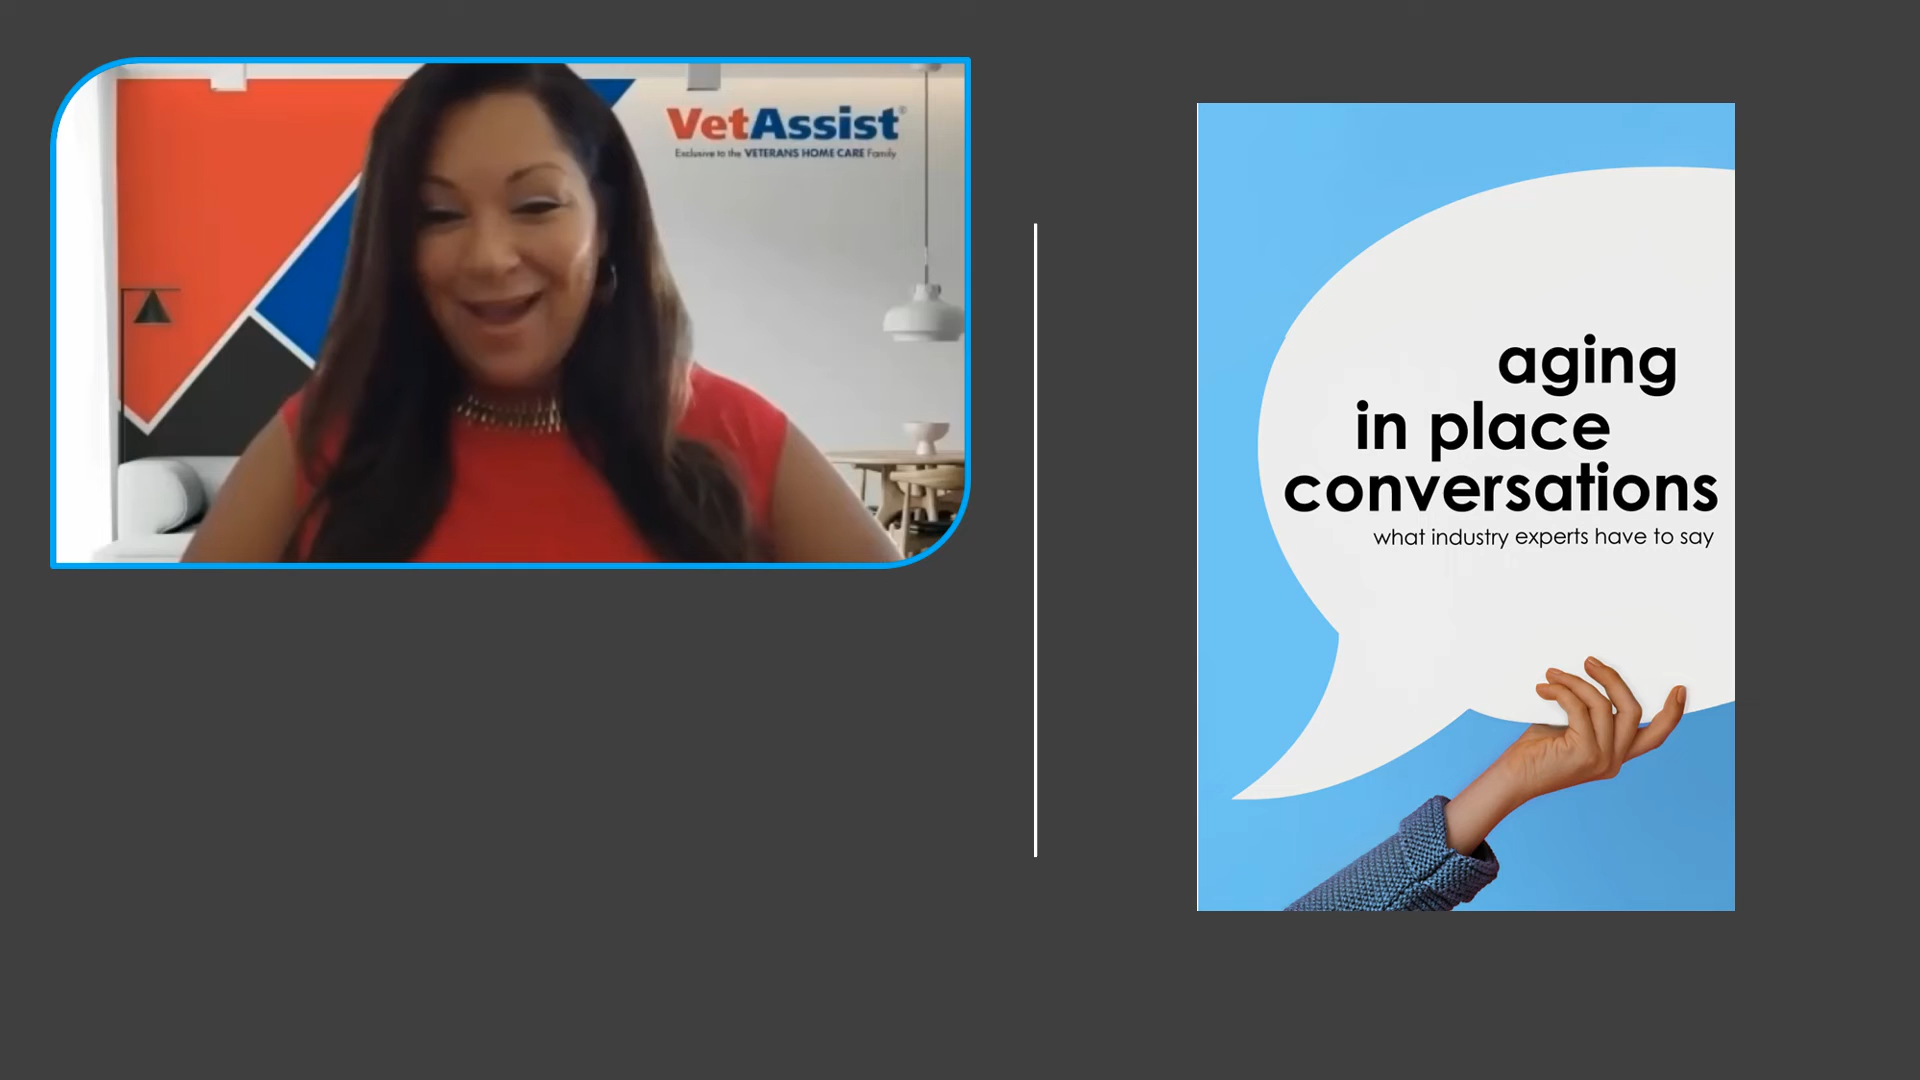 VetAssist®
Exclusive to the VETERANS HOME CARE Family
aging
in place
conversations
what industry experts have to say